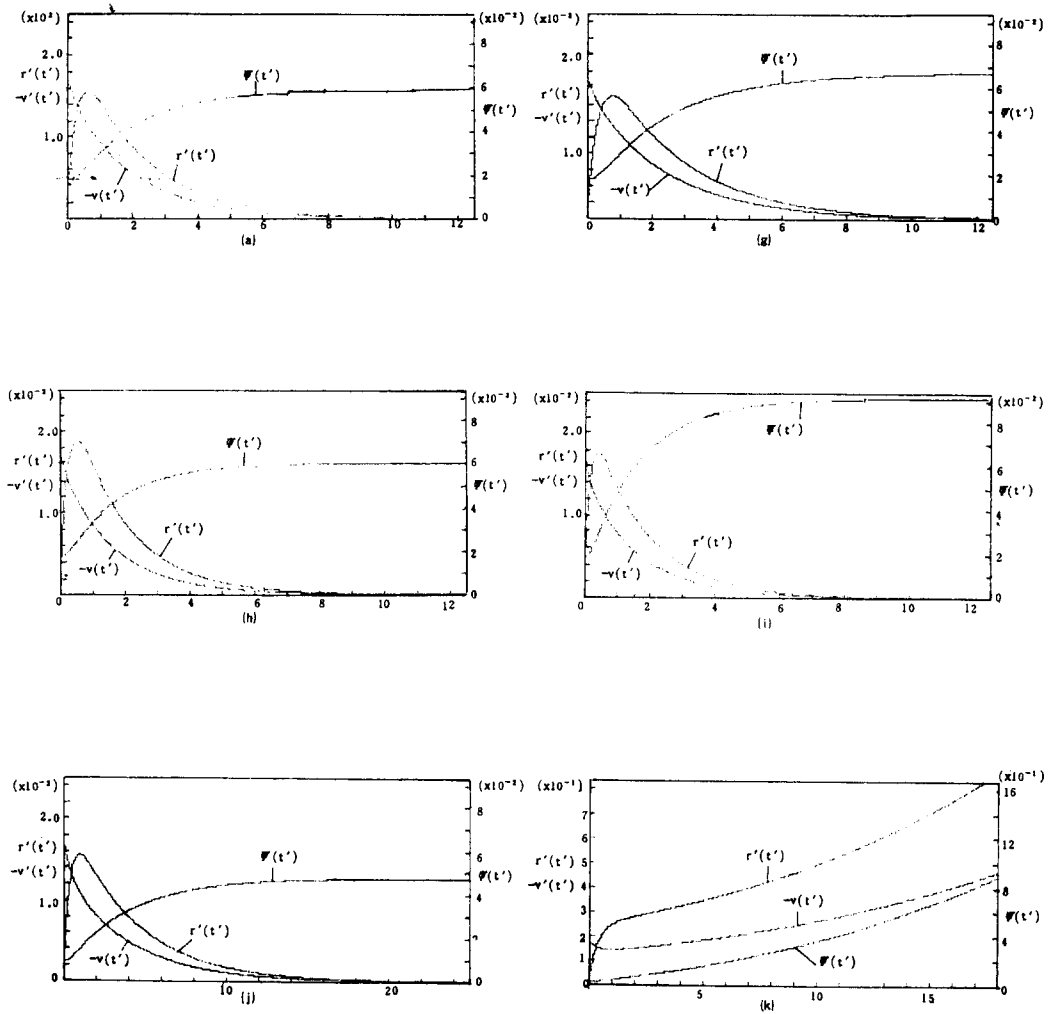 (x10²) (x10⁻²)
8
2.0
Ψ(t')
r'(t')
-v'(t')
6
Ψ(t')
1.0
4
r'(t')
-v(t')
2
0
0 2 4 6 8 10 12
(a)
(x10⁻²) (x10⁻²)
8
2.0
Ψ(t')
r'(t')
-v'(t')
6
Ψ(t')
1.0
4
r'(t')
-v(t')
2
0
0 2 4 6 8 10 12
(g)
(x10⁻²) (x10⁻²)
8
2.0
Ψ(t')
r'(t')
-v'(t')
6
Ψ(t')
1.0
4
r'(t')
-v(t')
2
0
0 2 4 6 8 10 12
(h)
(x10⁻²) (x10⁻²)
8
2.0
Ψ(t')
r'(t')
-v'(t')
6
Ψ(t')
1.0
4
r'(t')
-v(t')
2
0
0 2 4 6 8 10 12
(i)
(x10⁻²) (x10⁻²)
8
2.0
r'(t')
-v'(t')
Ψ(t')
6
Ψ(t')
1.0
4
r'(t')
-v(t')
2
0 0
10 20
(j)
(x10⁻¹) (x10⁻¹)
16
7
6
12
5
r'(t')
-v'(t')
r'(t')
4
8
-v(t')
3
Ψ(t')
2
4
1
Ψ(t')
0 0
5 10 15
(k)